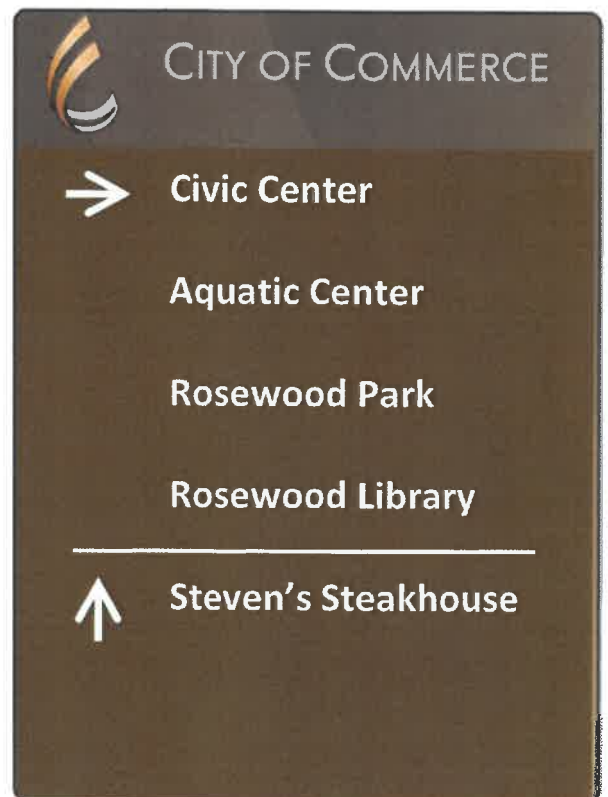 CITY OF COMMERCE
Civic Center
Aquatic Center
Rosewood Park
Rosewood Library
Steven's Steakhouse